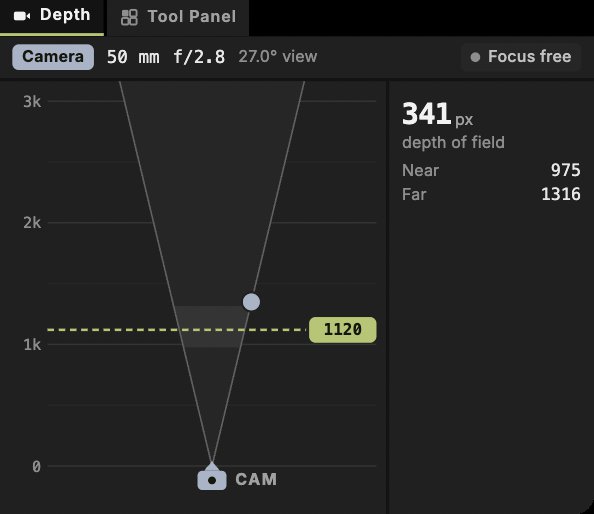 Depth
Tool Panel
Camera
50 mm f/2.8 27.0° view
Focus free
3k
2k
1k
0
1120
CAM
341 px
depth of field
Near 975
Far 1316